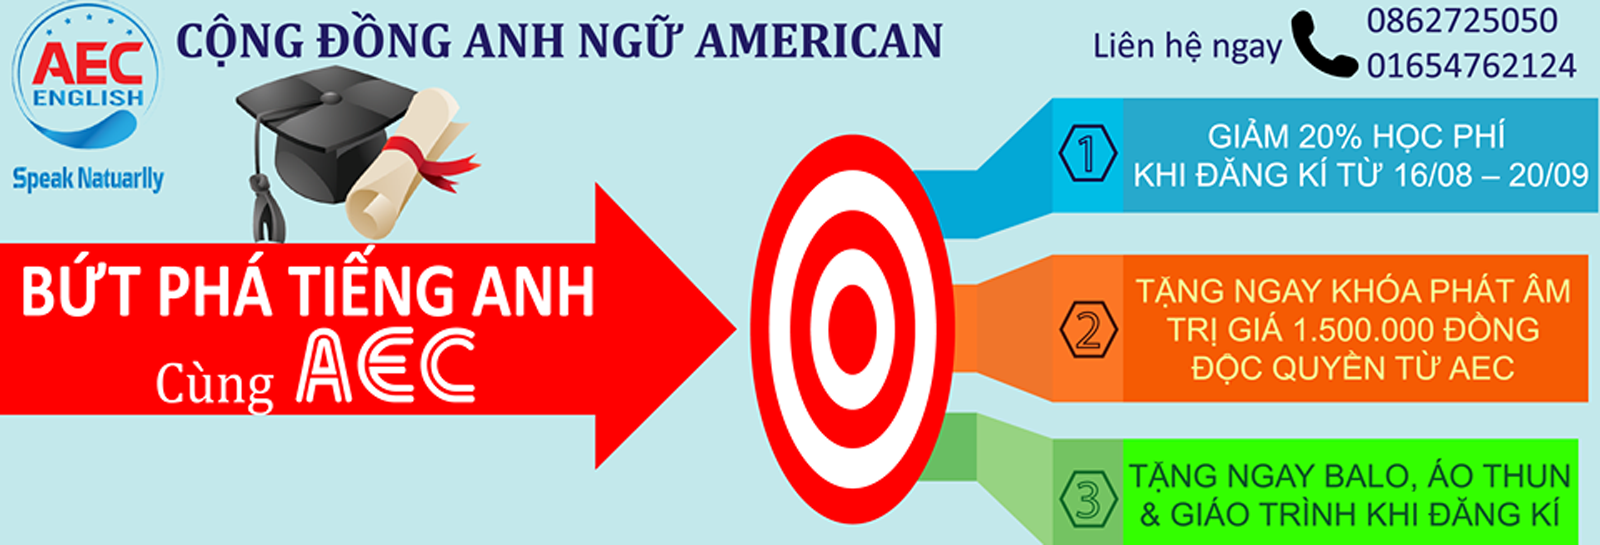 AEC
ENGLISH
Speak Natuarlly
CỘNG ĐỒNG ANH NGỮ AMERICAN
Liên hệ ngay
0862725050
01654762124
BỨT PHÁ TIẾNG ANH
Cùng AEC
1
GIẢM 20% HỌC PHÍ
KHI ĐĂNG KÍ TỪ 16/08 – 20/09
2
TẶNG NGAY KHÓA PHÁT ÂM
TRỊ GIÁ 1.500.000 ĐỒNG
ĐỘC QUYỀN TỪ AEC
3
TẶNG NGAY BALO, ÁO THUN
& GIÁO TRÌNH KHI ĐĂNG KÍ